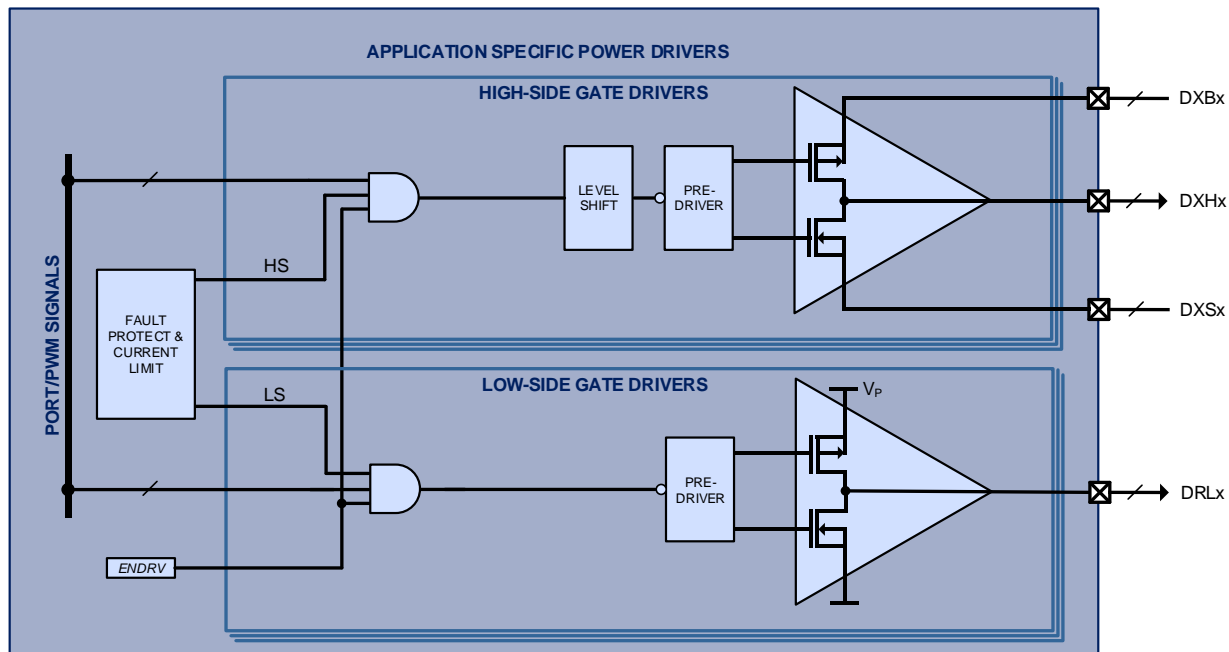 APPLICATION SPECIFIC POWER DRIVERS
HIGH-SIDE GATE DRIVERS
DXBx
LEVEL
SHIFT
PRE-
DRIVER
DXHx
HS
DXSx
PORT/PWM SIGNALS
FAULT
PROTECT &
CURRENT
LIMIT
LOW-SIDE GATE DRIVERS
LS
VP
PRE-
DRIVER
DRLx
ENDRV